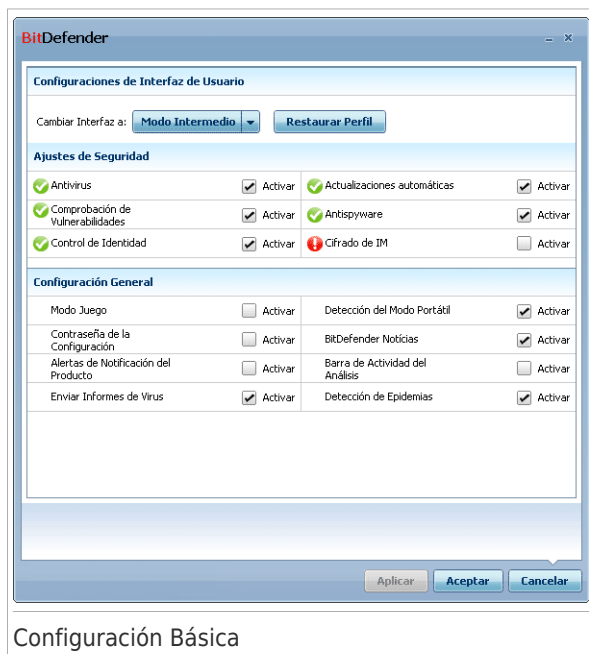 BitDefender
Configuraciones de Interfaz de Usuario
Cambiar Interfaz a: Modo Intermedio Restaurar Perfil
Ajustes de Seguridad
Antivirus Activar Actualizaciones automáticas Activar
Comprobación de
Vulnerabilidades Activar Antispyware Activar
Control de Identidad Activar Cifrado de IM Activar
Configuración General
Modo Juego Activar Detección del Modo Portátil Activar
Contraseña de la
Configuración Activar BitDefender Notícias Activar
Alertas de Notificación del
Producto Activar Barra de Actividad del
Análisis Activar
Enviar Informes de Virus Activar Detección de Epidemias Activar
Aplicar Aceptar Cancelar
Configuración Básica